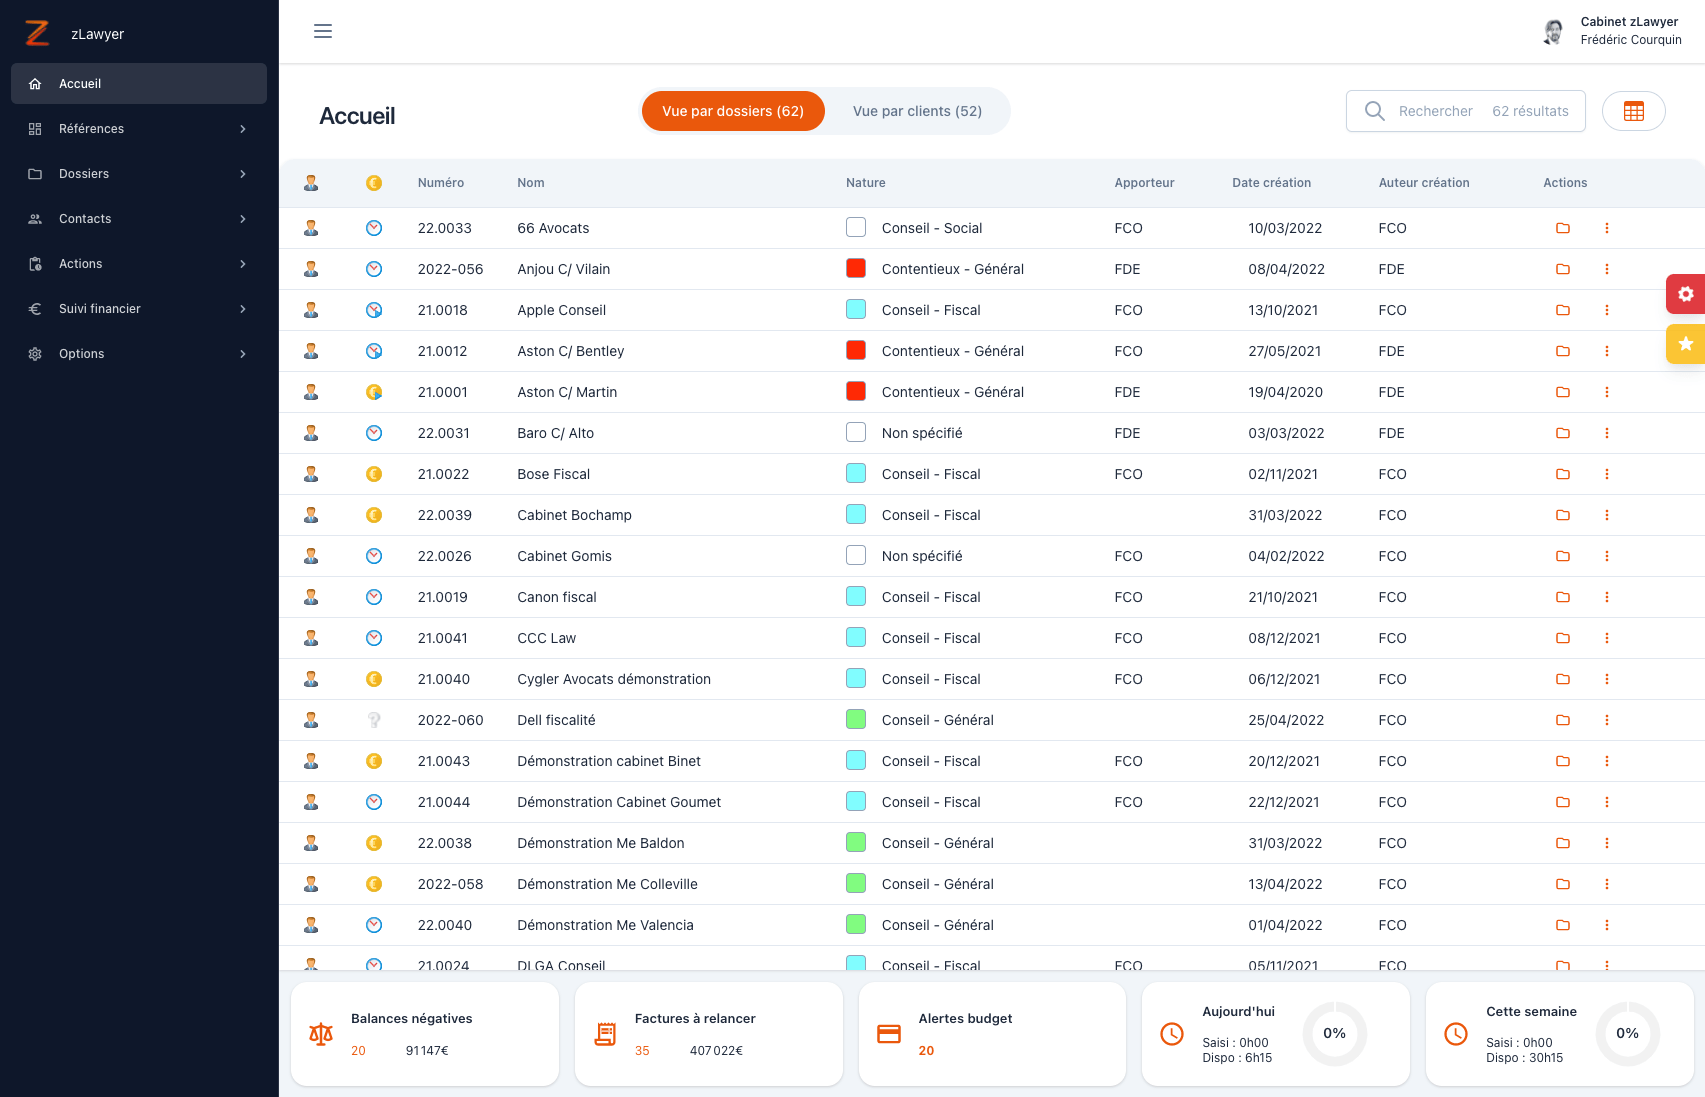 zLawyer
Cabinet zLawyer
Frédéric Courquin
Accueil
Références
Dossiers
Contacts
Actions
Suivi financier
Options
Accueil
Vue par dossiers (62)
Vue par clients (52)
Rechercher 62 résultats
Numéro Nom Nature Apporteur Date création Auteur création Actions
22.0033 66 Avocats Conseil - Social FCO 10/03/2022 FCO
2022-056 Anjou C/ Vilain Contentieux - Général FDE 08/04/2022 FDE
21.0018 Apple Conseil Conseil - Fiscal FCO 13/10/2021 FCO
21.0012 Aston C/ Bentley Contentieux - Général FCO 27/05/2021 FDE
21.0001 Aston C/ Martin Contentieux - Général FDE 19/04/2020 FDE
22.0031 Baro C/ Alto Non spécifié FDE 03/03/2022 FDE
21.0022 Bose Fiscal Conseil - Fiscal FCO 02/11/2021 FCO
22.0039 Cabinet Bochamp Conseil - Fiscal 31/03/2022 FCO
22.0026 Cabinet Gomis Non spécifié FCO 04/02/2022 FCO
21.0019 Canon fiscal Conseil - Fiscal FCO 21/10/2021 FCO
21.0041 CCC Law Conseil - Fiscal FCO 08/12/2021 FCO
21.0040 Cygler Avocats démonstration Conseil - Fiscal FCO 06/12/2021 FCO
2022-060 Dell fiscalité Conseil - Général 25/04/2022 FCO
21.0043 Démonstration cabinet Binet Conseil - Fiscal FCO 20/12/2021 FCO
21.0044 Démonstration Cabinet Goumet Conseil - Fiscal FCO 22/12/2021 FCO
22.0038 Démonstration Me Baldon Conseil - Général 31/03/2022 FCO
2022-058 Démonstration Me Colleville Conseil - Général 13/04/2022 FCO
22.0040 Démonstration Me Valencia Conseil - Général 01/04/2022 FCO
21.0024 DLGA Conseil Conseil - Fiscal FCO 05/11/2021 FCO
Balances négatives
20 91 147€
Factures à relancer
35 407 022€
Alertes budget
20
Aujourd'hui
Saisi : 0h00
Dispo : 6h15
0%
Cette semaine
Saisi : 0h00
Dispo : 30h15
0%